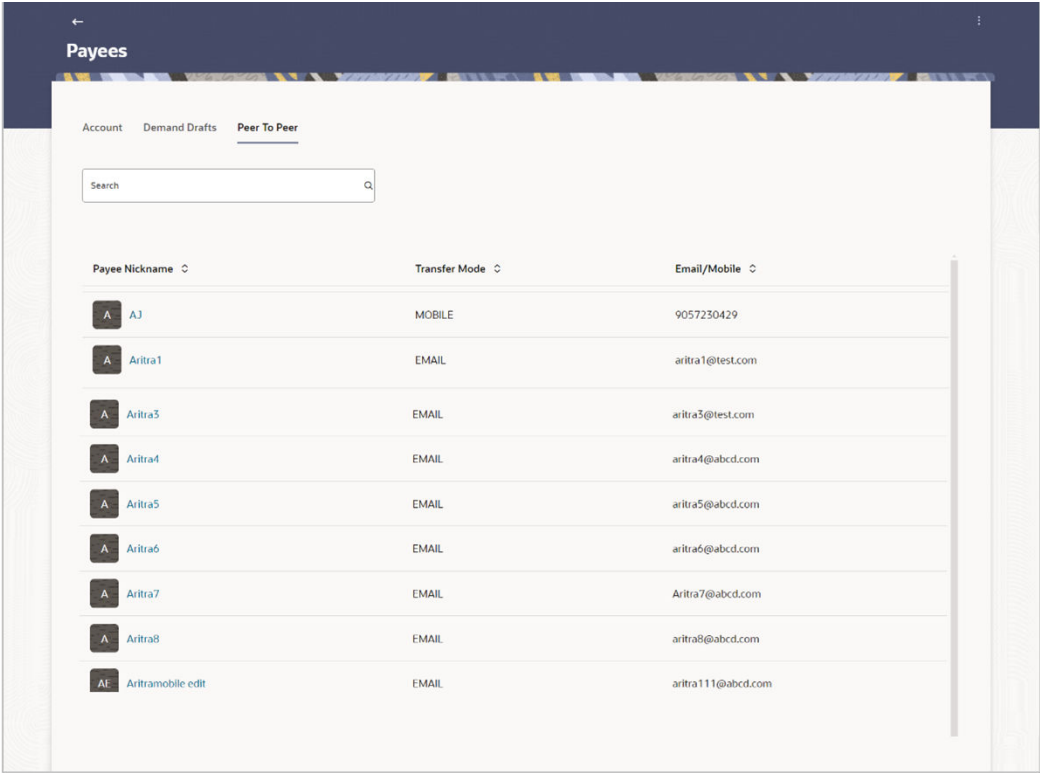 Payees
Account Demand Drafts Peer To Peer
Search
Payee Nickname Transfer Mode Email/Mobile
A AJ MOBILE 9057230429
A Aritra1 EMAIL aritra1@test.com
A Aritra3 EMAIL aritra3@test.com
A Aritra4 EMAIL aritra4@abcd.com
A Aritra5 EMAIL aritra5@abcd.com
A Aritra6 EMAIL aritra6@abcd.com
A Aritra7 EMAIL Aritra7@abcd.com
A Aritra8 EMAIL aritra8@abcd.com
AE Aritramobile edit EMAIL aritra111@abcd.com